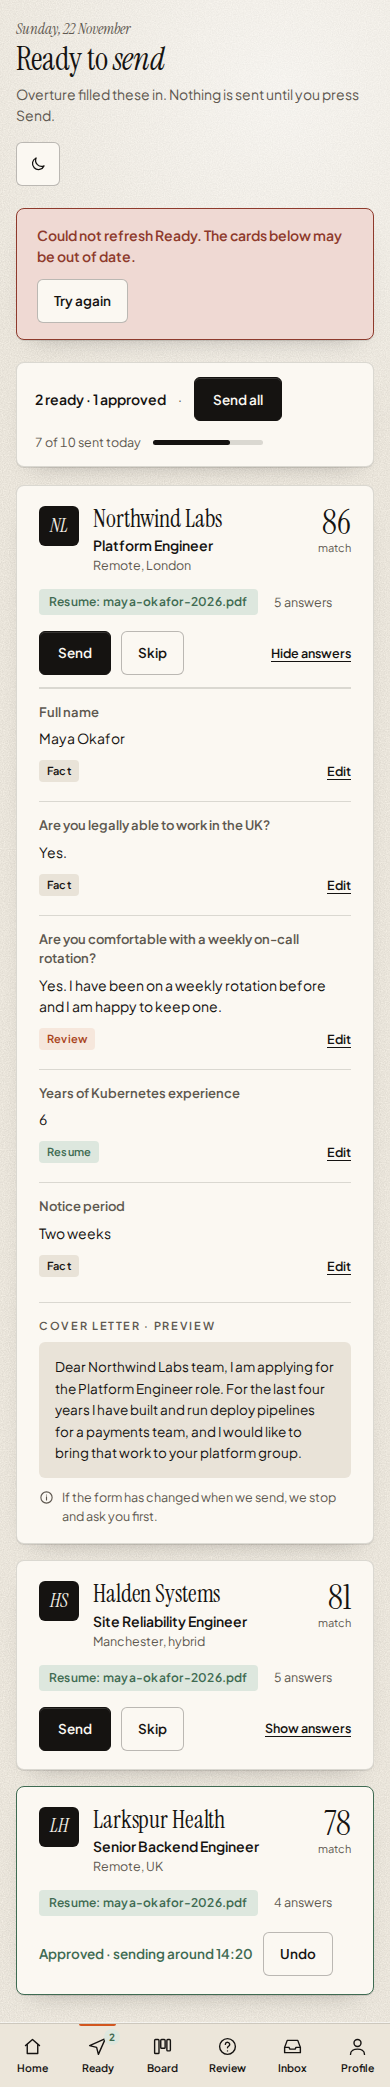 Sunday, 22 November
Ready to send
Overture filled these in. Nothing is sent until you press
Send.
Could not refresh Ready. The cards below may
be out of date.
Try again
2 ready · 1 approved · Send all
7 of 10 sent today
NL Northwind Labs 86
Platform Engineer match
Remote, London
Resume: maya-okafor-2026.pdf 5 answers
Send Skip Hide answers
Full name
Maya Okafor
Fact Edit
Are you legally able to work in the UK?
Yes.
Fact Edit
Are you comfortable with a weekly on-call
rotation?
Yes. I have been on a weekly rotation before
and I am happy to keep one.
Review Edit
Years of Kubernetes experience
6
Resume Edit
Notice period
Two weeks
Fact Edit
COVER LETTER · PREVIEW
Dear Northwind Labs team, I am applying for
the Platform Engineer role. For the last four
years I have built and run deploy pipelines
for a payments team, and I would like to
bring that work to your platform group.
If the form has changed when we send, we stop
and ask you first.
HS Halden Systems 81
Site Reliability Engineer match
Manchester, hybrid
Resume: maya-okafor-2026.pdf 5 answers
Send Skip Show answers
LH Larkspur Health 78
Senior Backend Engineer match
Remote, UK
Resume: maya-okafor-2026.pdf 4 answers
Approved · sending around 14:20 Undo
2
Home Ready Board Review Inbox Profile